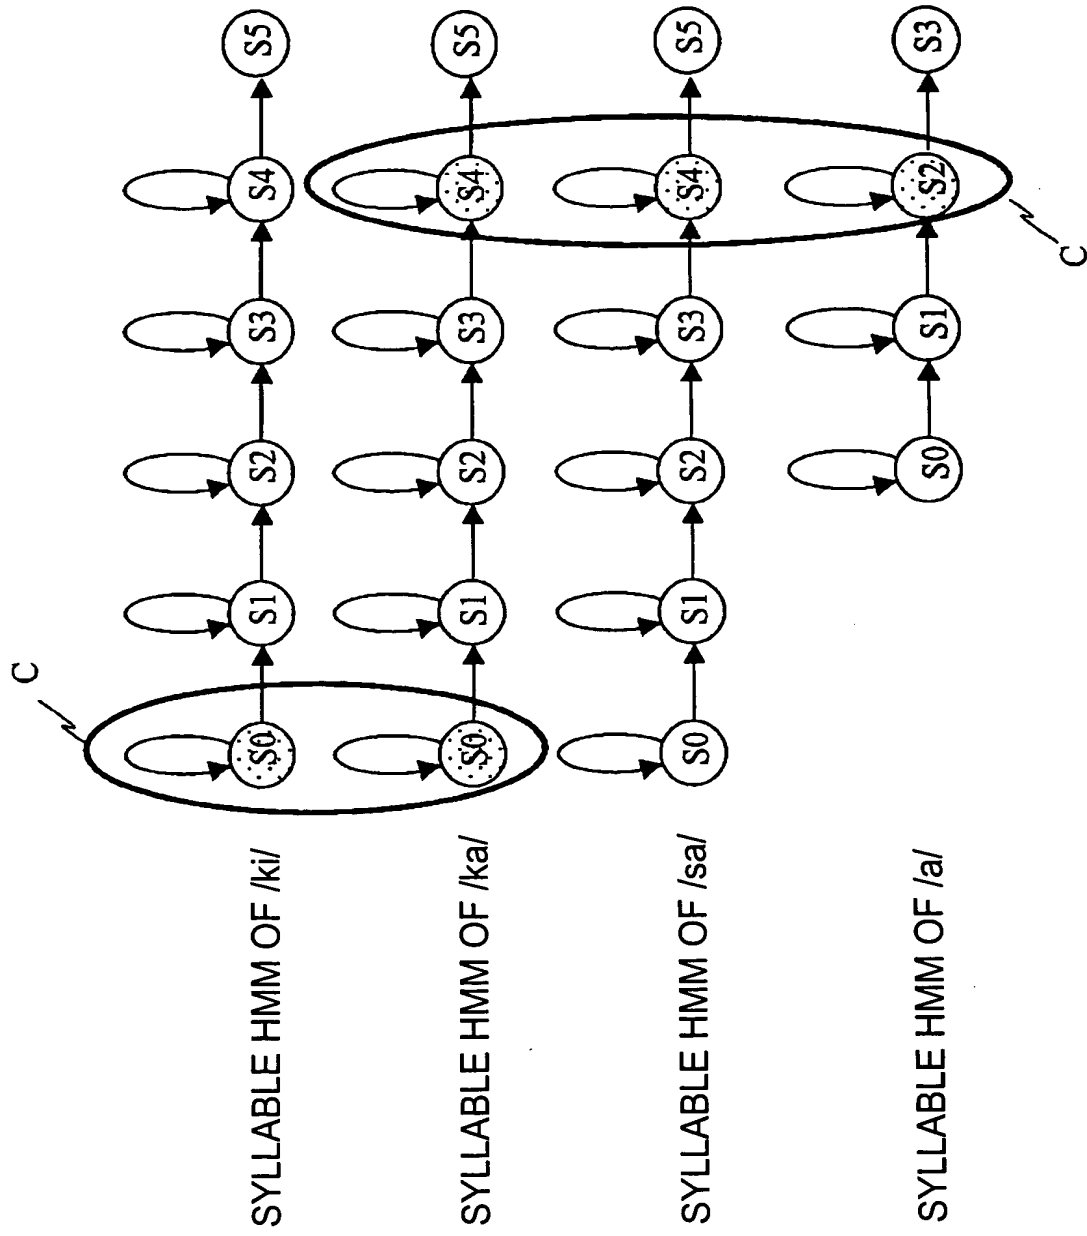 C
SYLLABLE HMM OF /ki/ S0 S1 S2 S3 S4 S5
SYLLABLE HMM OF /ka/ S0 S1 S2 S3 S4 S5
SYLLABLE HMM OF /sa/ S0 S1 S2 S3 S4 S5
SYLLABLE HMM OF /a/ S0 S1 S2 S3
C